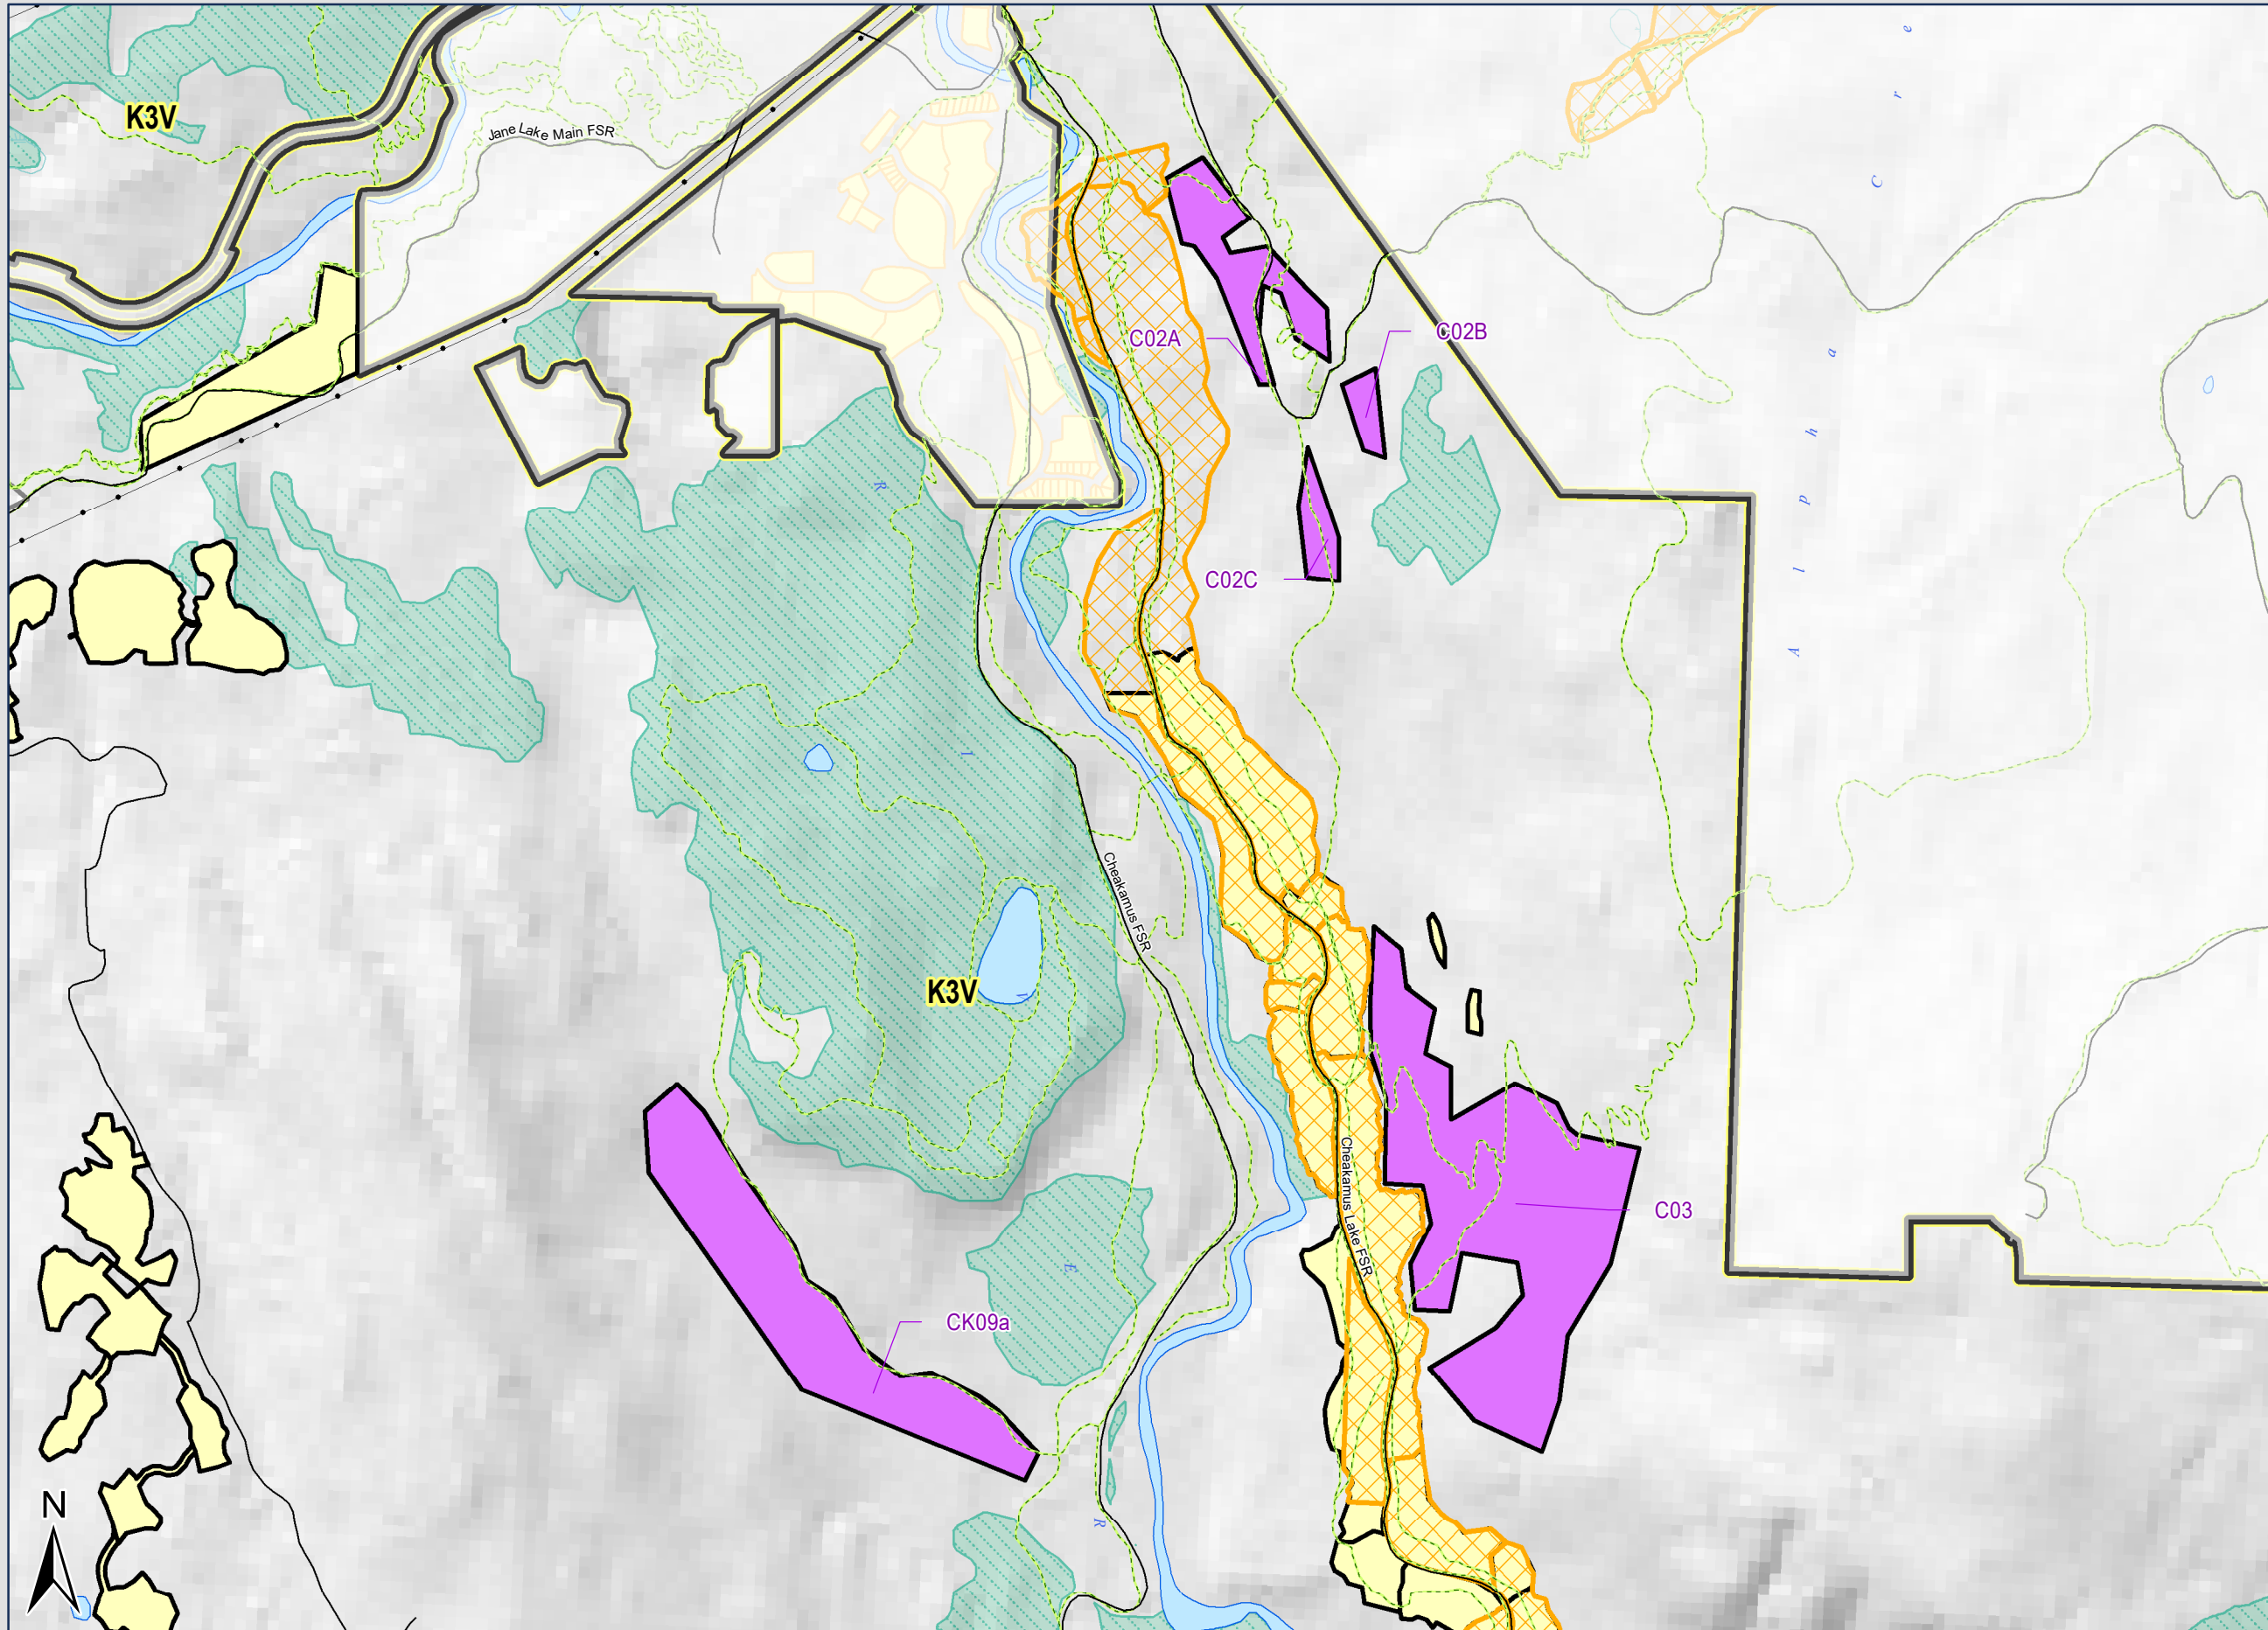 K3V
Jane Lake Main FSR
C r e
A l p h a
C02A
C02B
C02C
R
I
V
E
R
Cheakamus FSR
K3V
C03
Cheakamus Lake FSR
CK09a
N